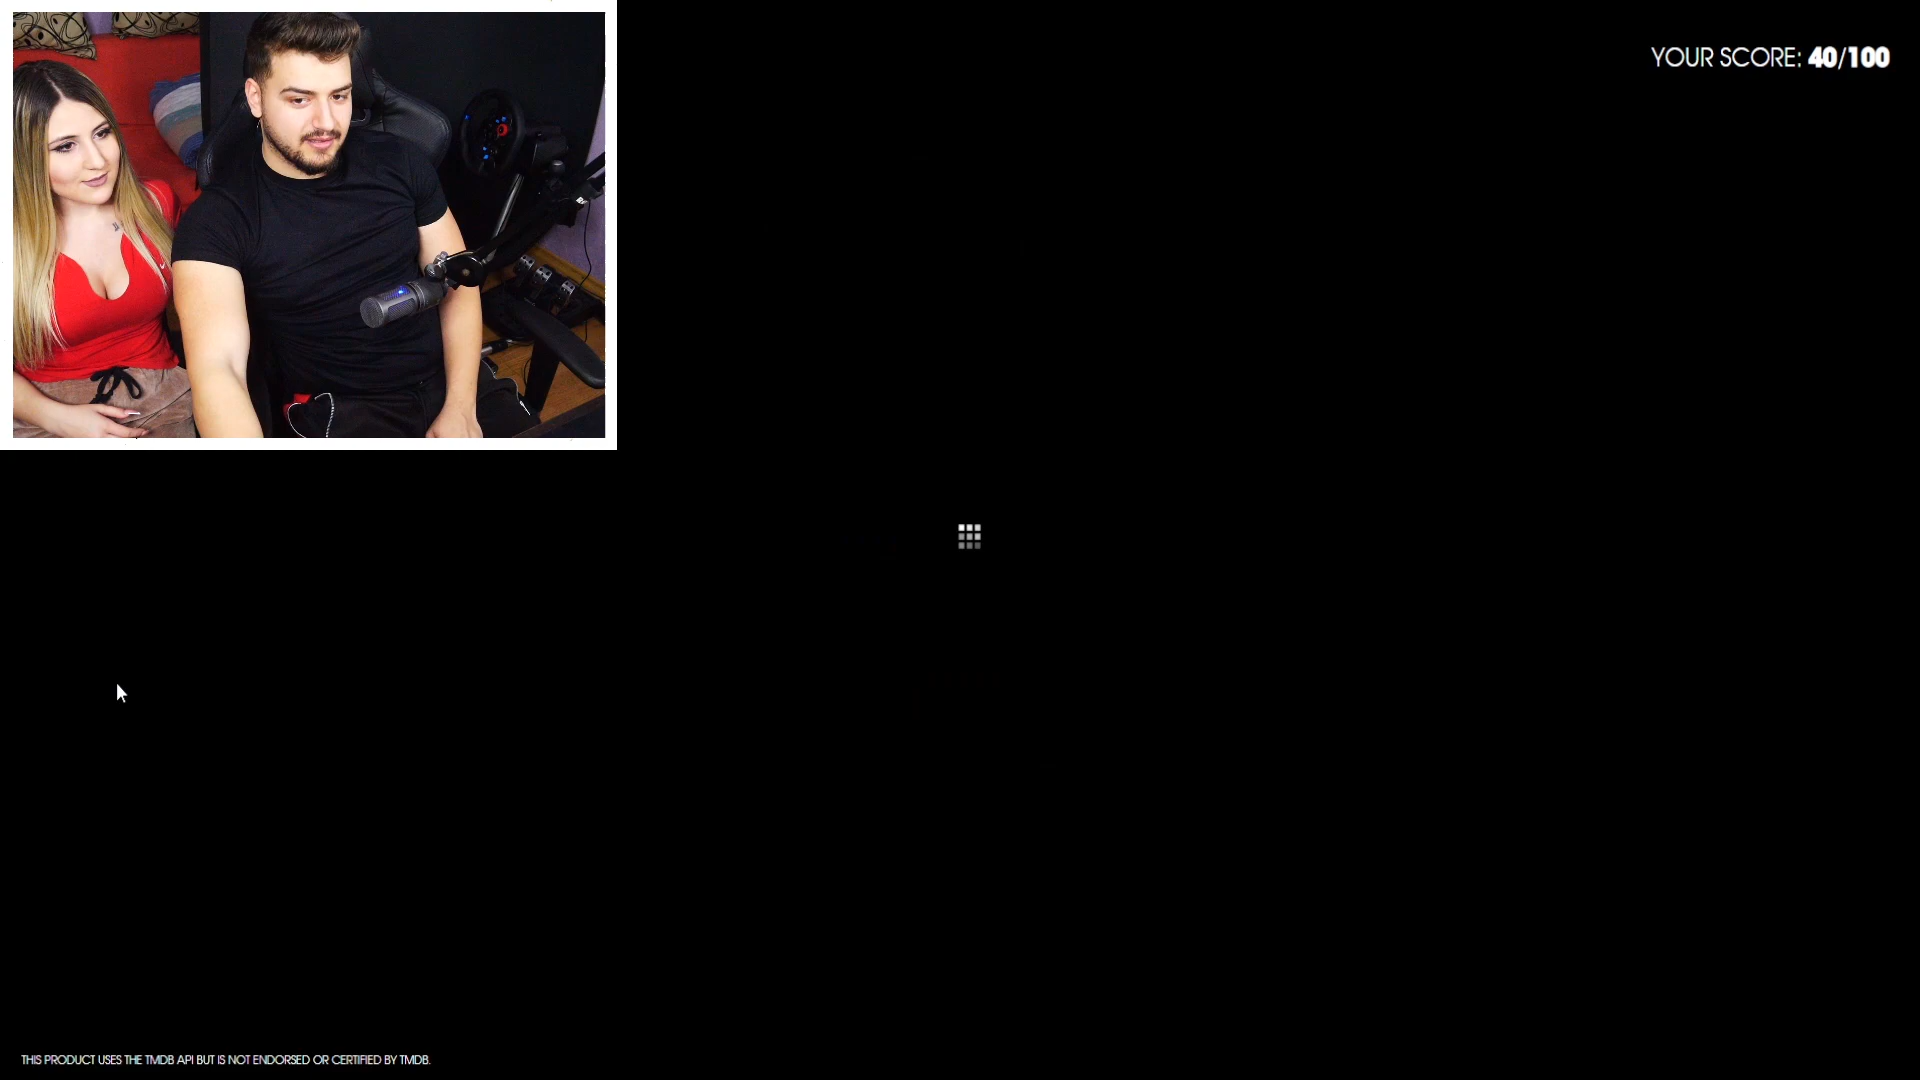 YOUR SCORE: 40/100
THIS PRODUCT USES THE TMDB API BUT IS NOT ENDORSED OR CERTIFIED BY TMDB.